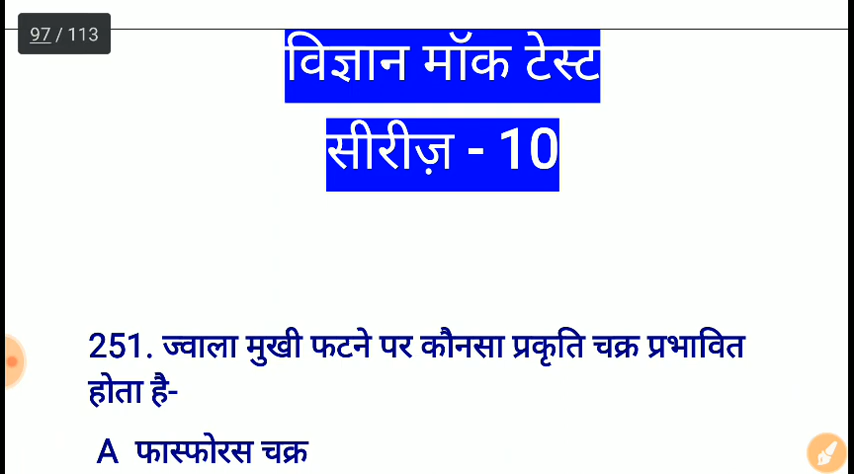 97 / 113
विज्ञान मॉक टेस्ट
सीरीज़ - 10
251. ज्वाला मुखी फटने पर कौनसा प्रकृति चक्र प्रभावित
होता है-
A फास्फोरस चक्र